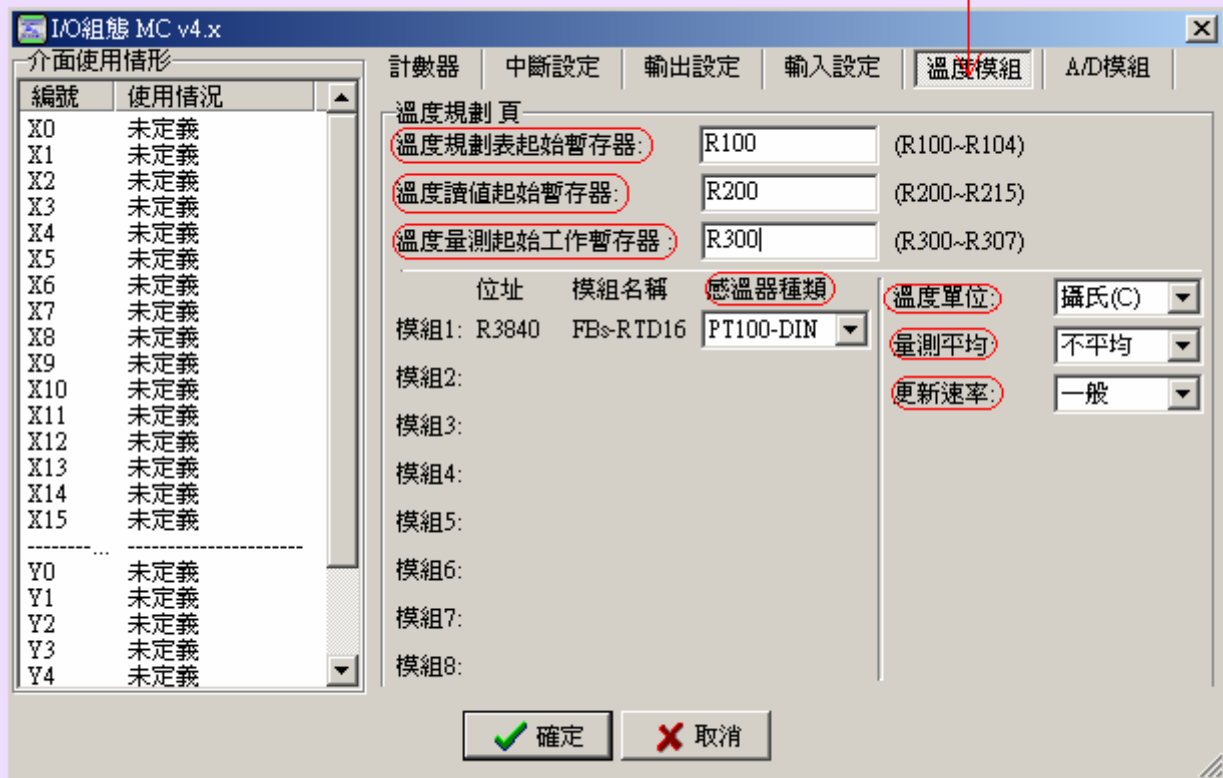 I/O組態 MC v4.x
介面使用情形
編號 使用情況
X0 未定義
X1 未定義
X2 未定義
X3 未定義
X4 未定義
X5 未定義
X6 未定義
X7 未定義
X8 未定義
X9 未定義
X10 未定義
X11 未定義
X12 未定義
X13 未定義
X14 未定義
X15 未定義
--------... ----------------------
Y0 未定義
Y1 未定義
Y2 未定義
Y3 未定義
Y4 未定義
計數器 中斷設定 輸出設定 輸入設定 溫度模組 A/D模組
溫度規劃 頁
溫度規劃表起始暫存器: R100 (R100~R104)
溫度讀值起始暫存器: R200 (R200~R215)
溫度量測起始工作暫存器 : R300 (R300~R307)
位址 模組名稱 感溫器種類
模組1: R3840 FBs-RTD16 PT100-DIN
模組2:
模組3:
模組4:
模組5:
模組6:
模組7:
模組8:
溫度單位: 攝氏(C)
量測平均: 不平均
更新速率: 一般
確定 取消